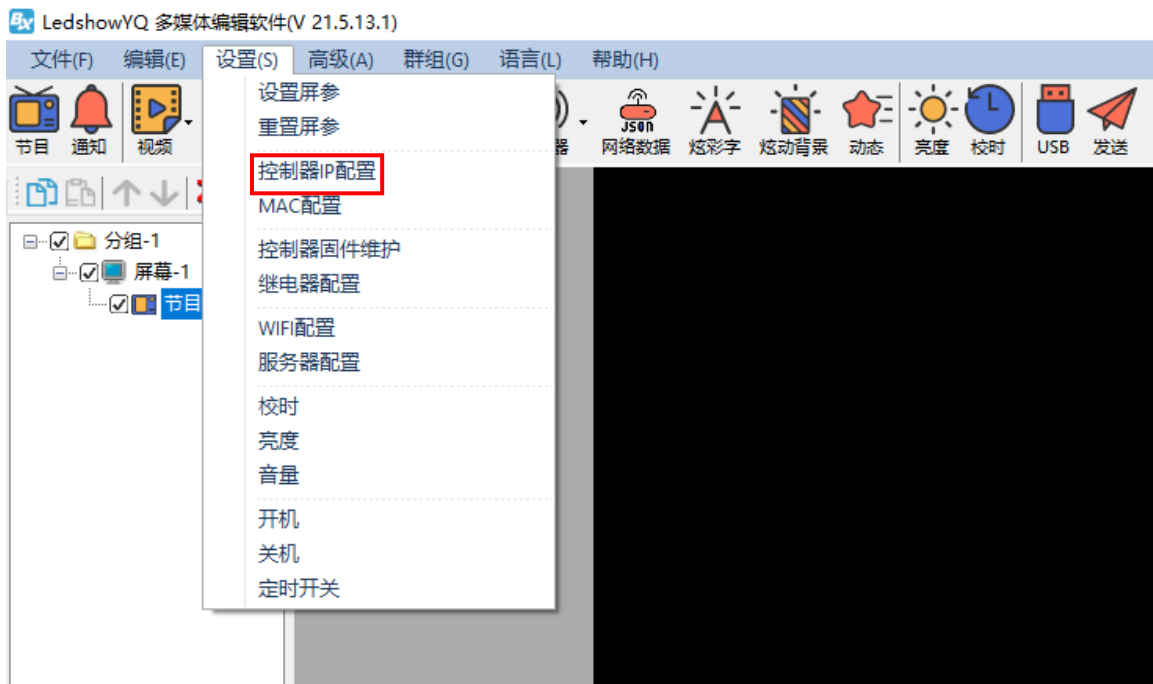 BX LedshowYQ 多媒体编辑软件(V 21.5.13.1)
文件(F) 编辑(E) 设置(S) 高级(A) 群组(G) 语言(L) 帮助(H)
节目 通知 视频 器 网络数据 炫彩字 炫动背景 动态 亮度 校时 USB 发送
JSON
设置屏参
重置屏参
控制器IP配置
MAC配置
控制器固件维护
继电器配置
WIFI配置
服务器配置
校时
亮度
音量
开机
关机
定时开关
分组-1
屏幕-1
节目